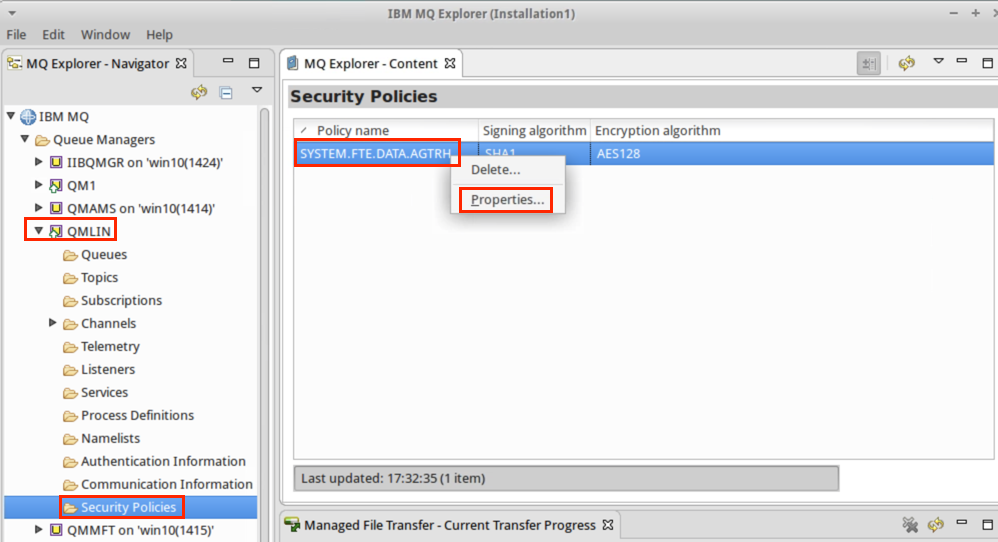 IBM MQ Explorer (Installation1)
File Edit Window Help
MQ Explorer - Navigator
IBM MQ
Queue Managers
IIBQMGR on 'win10(1424)'
QM1
QMAMS on 'win10(1414)'
QMLIN
Queues
Topics
Subscriptions
Channels
Telemetry
Listeners
Services
Process Definitions
Namelists
Authentication Information
Communication Information
Security Policies
QMMFT on 'win10(1415)'
MQ Explorer - Content
Security Policies
Policy name Signing algorithm Encryption algorithm
SYSTEM.FTE.DATA.AGTRH SHA1 AES128
Delete...
Properties...
Last updated: 17:32:35 (1 item)
Managed File Transfer - Current Transfer Progress